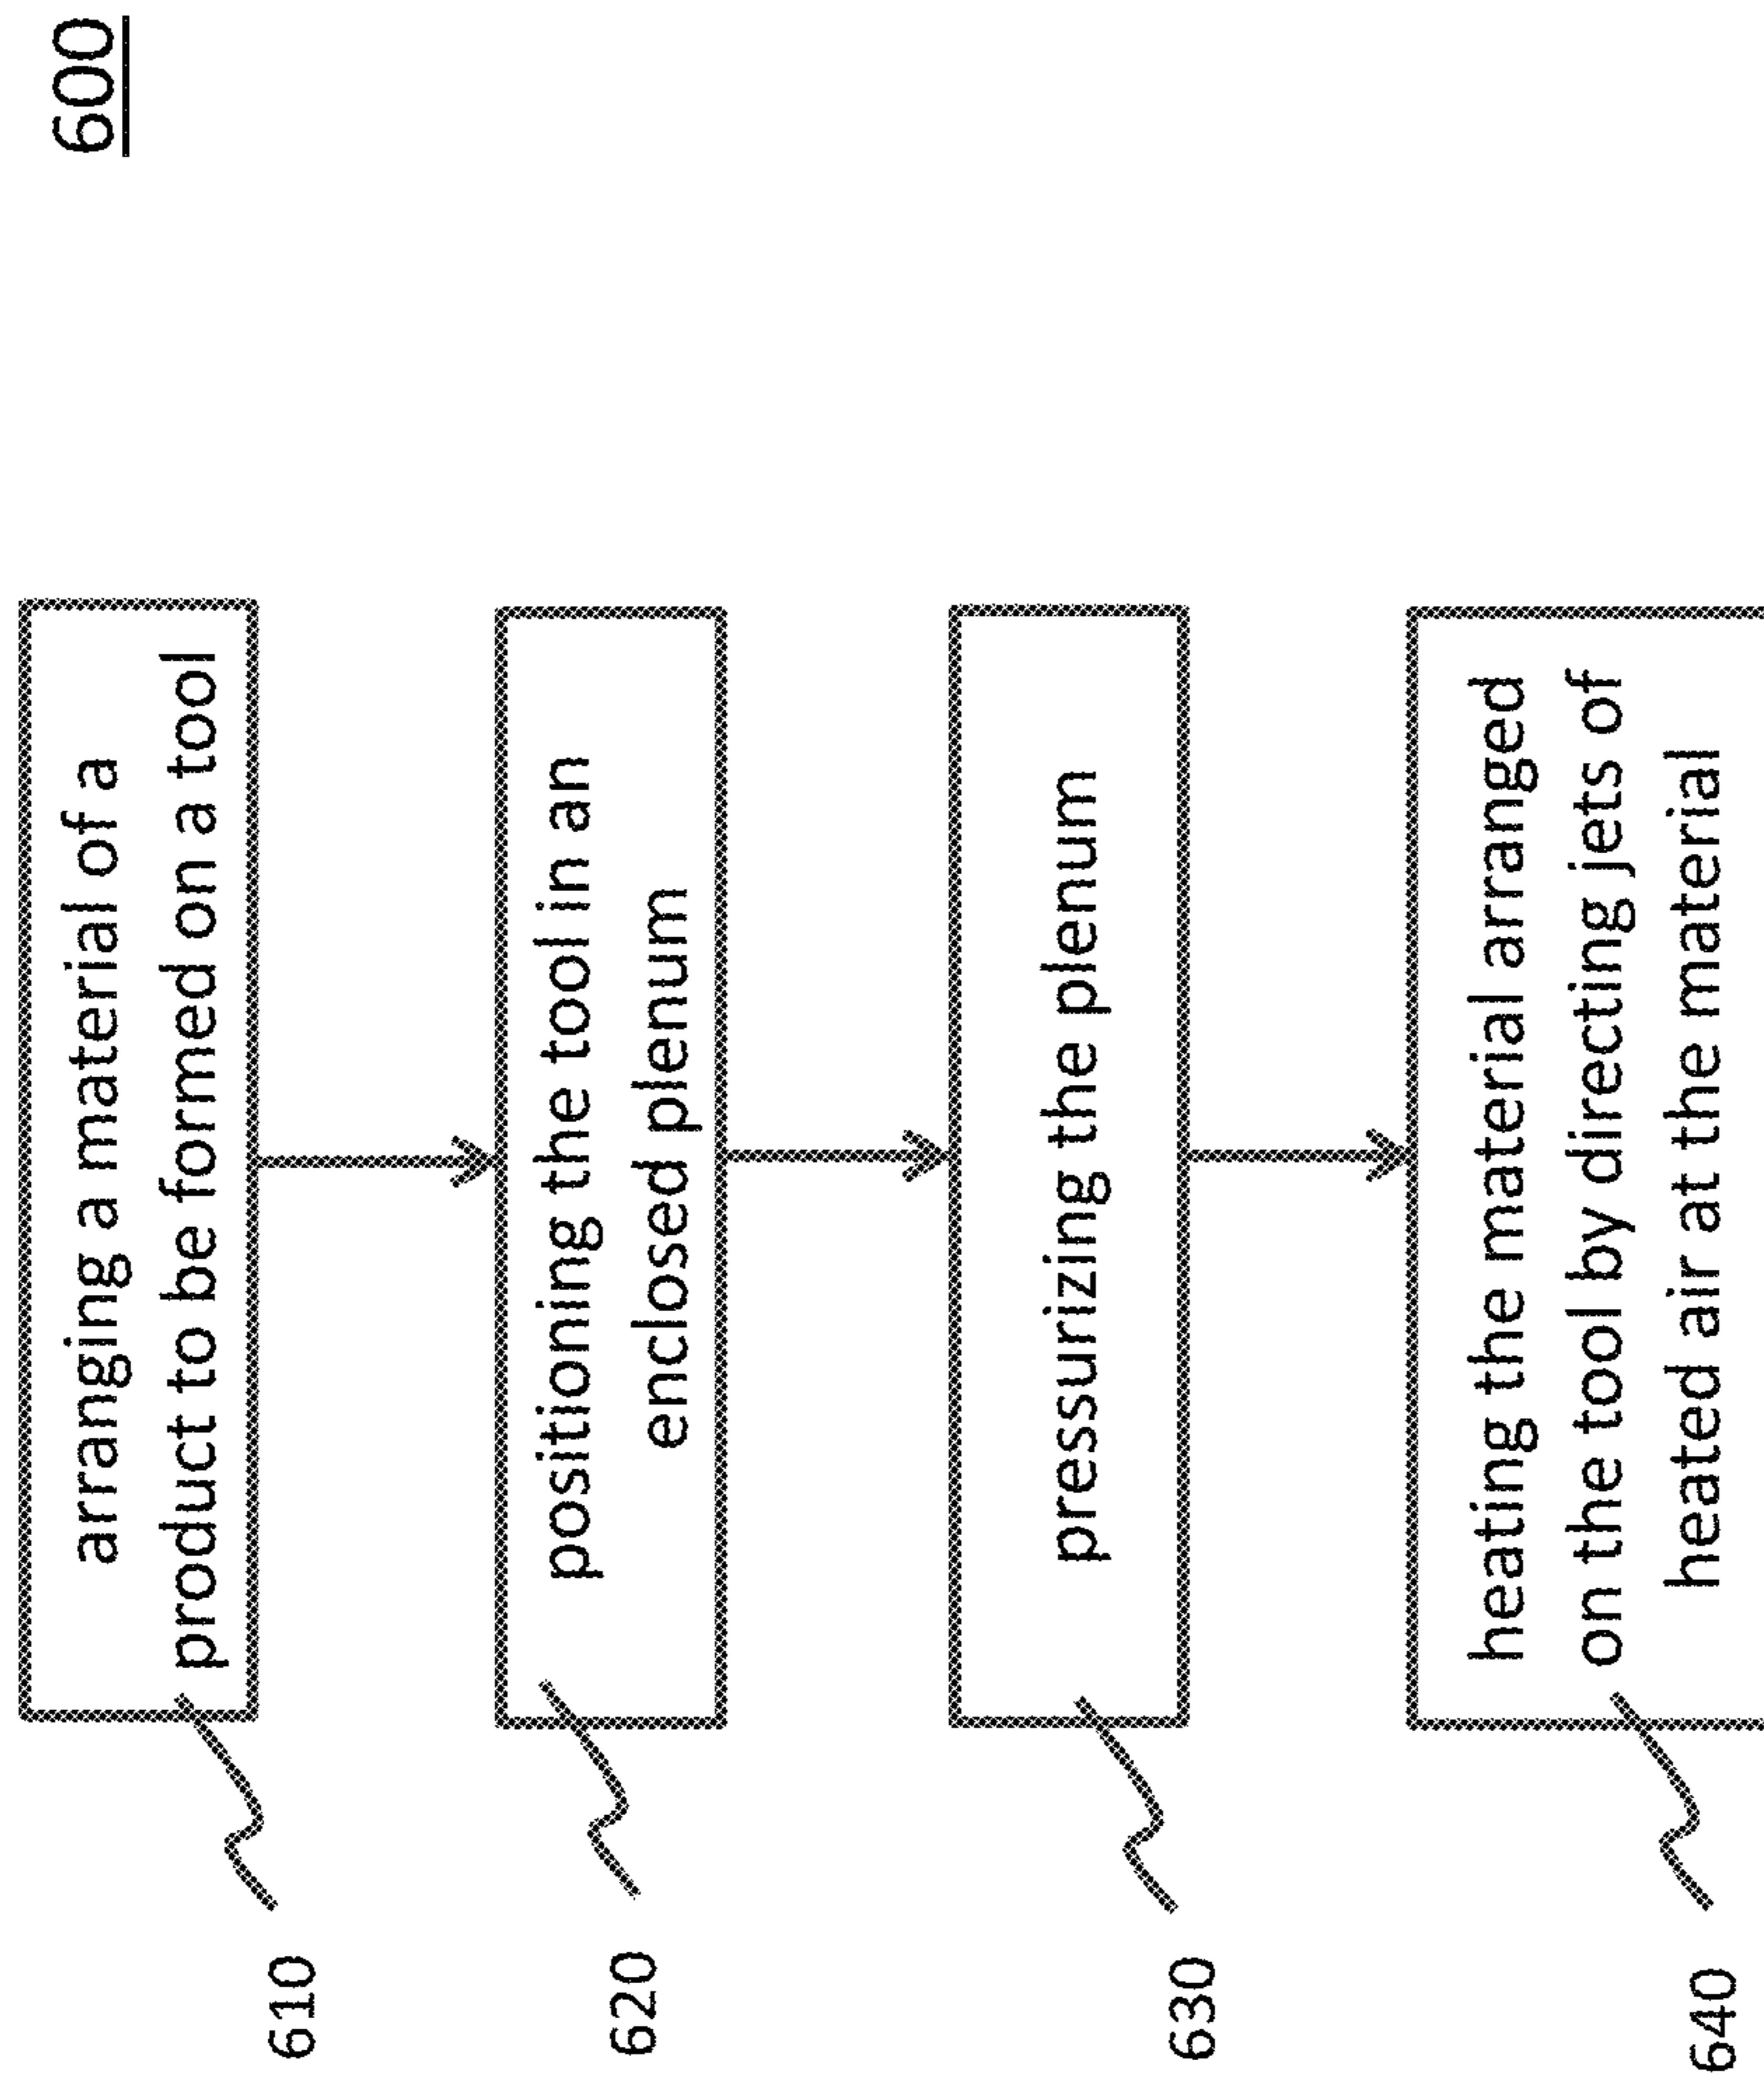 600
610
arranging a material of a
product to be formed on a tool
620
positioning the tool in an
enclosed plenum
630
pressurizing the plenum
640
heating the material arranged
on the tool by directing jets of
heated air at the material